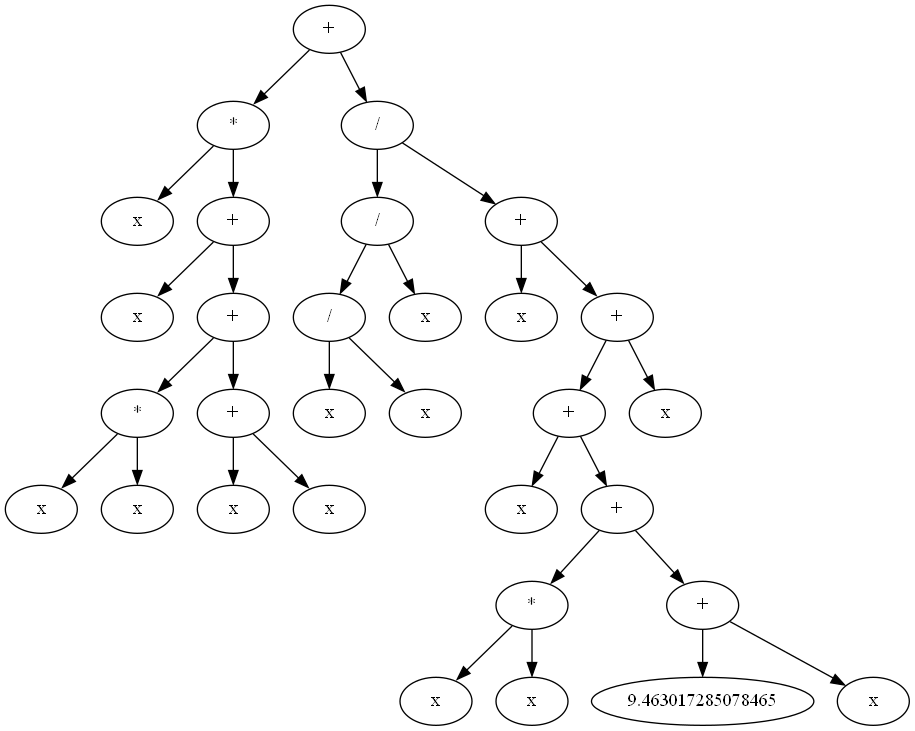 +
* /
x + / +
x + / x x +
* + x x + x
x x x x x +
* +
x x 9.463017285078465 x